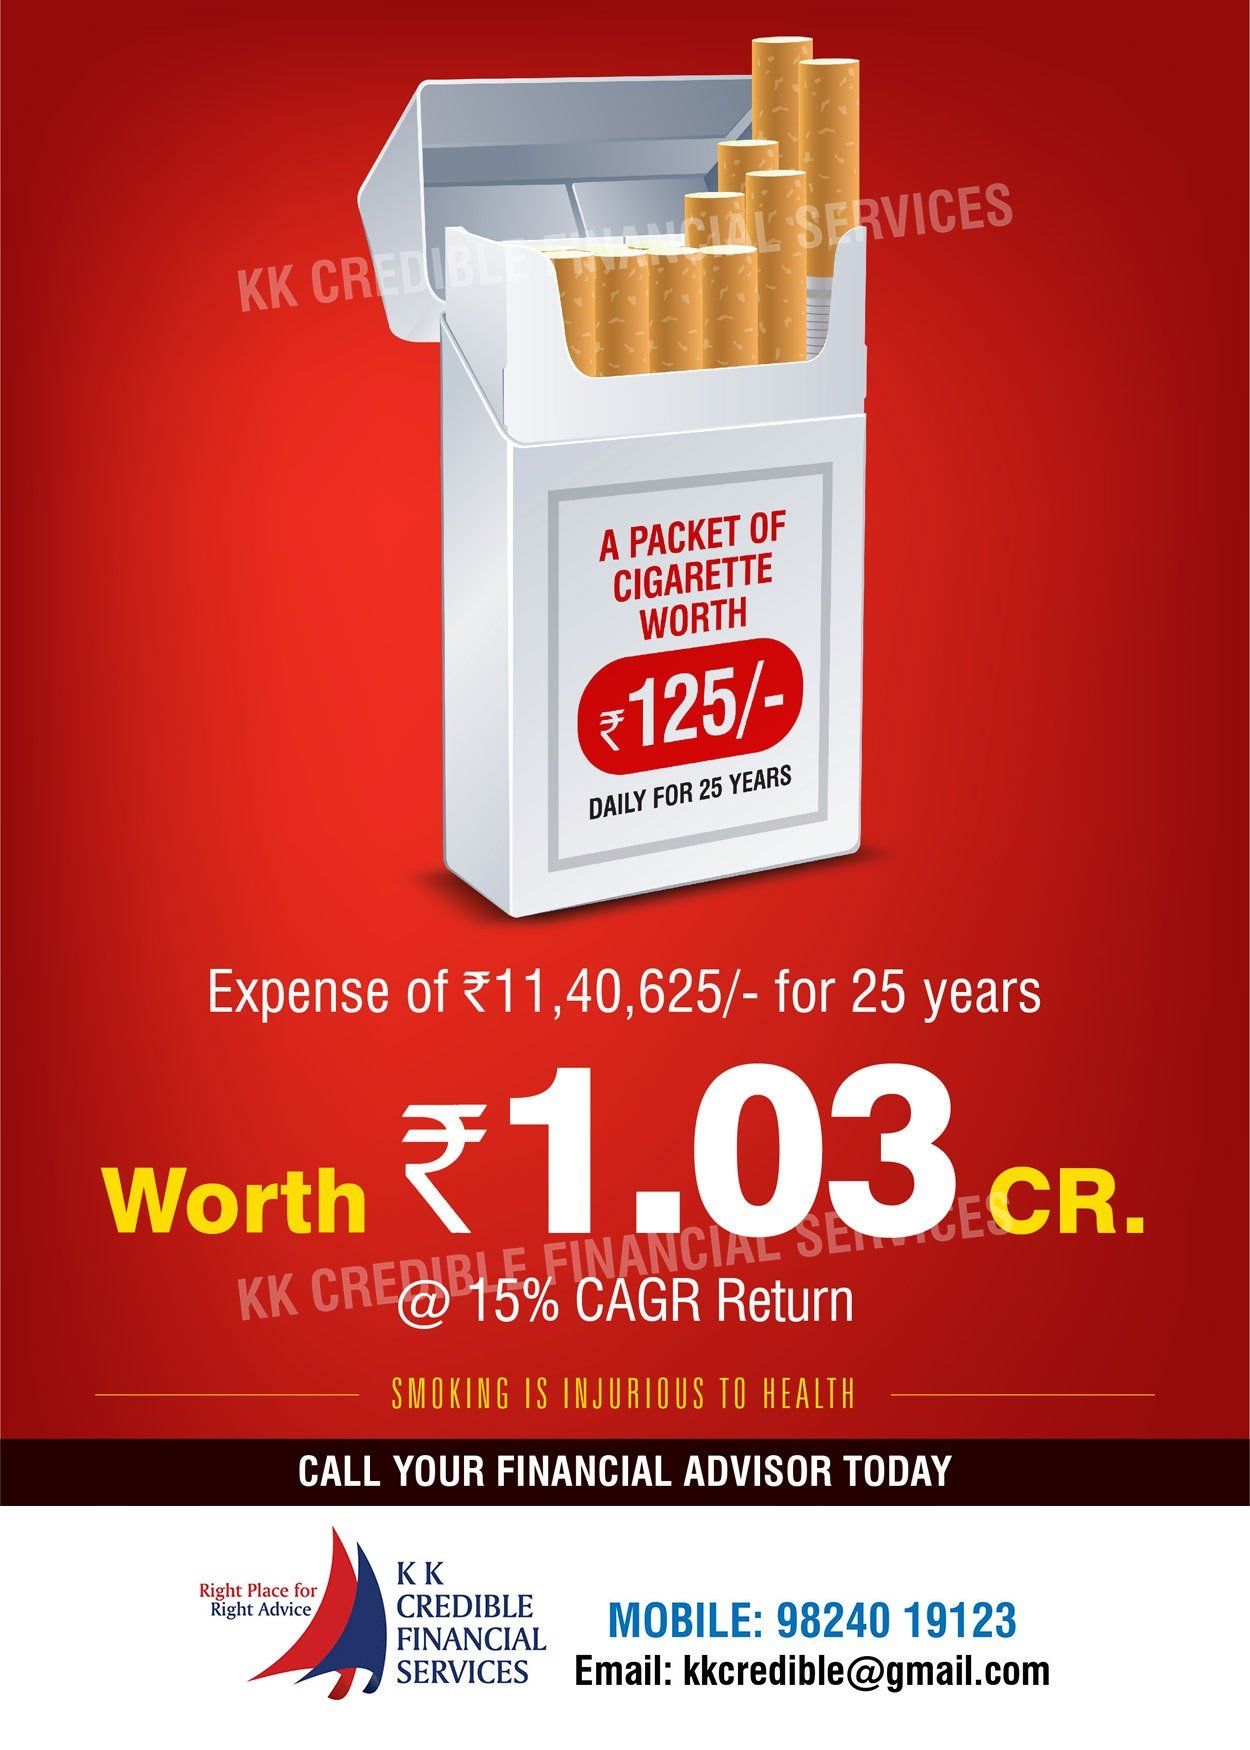 KK CREDIBLE FINANCIAL SERVICES
A PACKET OF
CIGARETTE
WORTH
₹125/-
DAILY FOR 25 YEARS
Expense of ₹11,40,625/- for 25 years
Worth ₹1.03 CR.
KK CREDIBLE FINANCIAL SERVICES
@ 15% CAGR Return
SMOKING IS INJURIOUS TO HEALTH
CALL YOUR FINANCIAL ADVISOR TODAY
Right Place for
Right Advice
K K
CREDIBLE
FINANCIAL
SERVICES
MOBILE: 98240 19123
Email: kkcredible@gmail.com